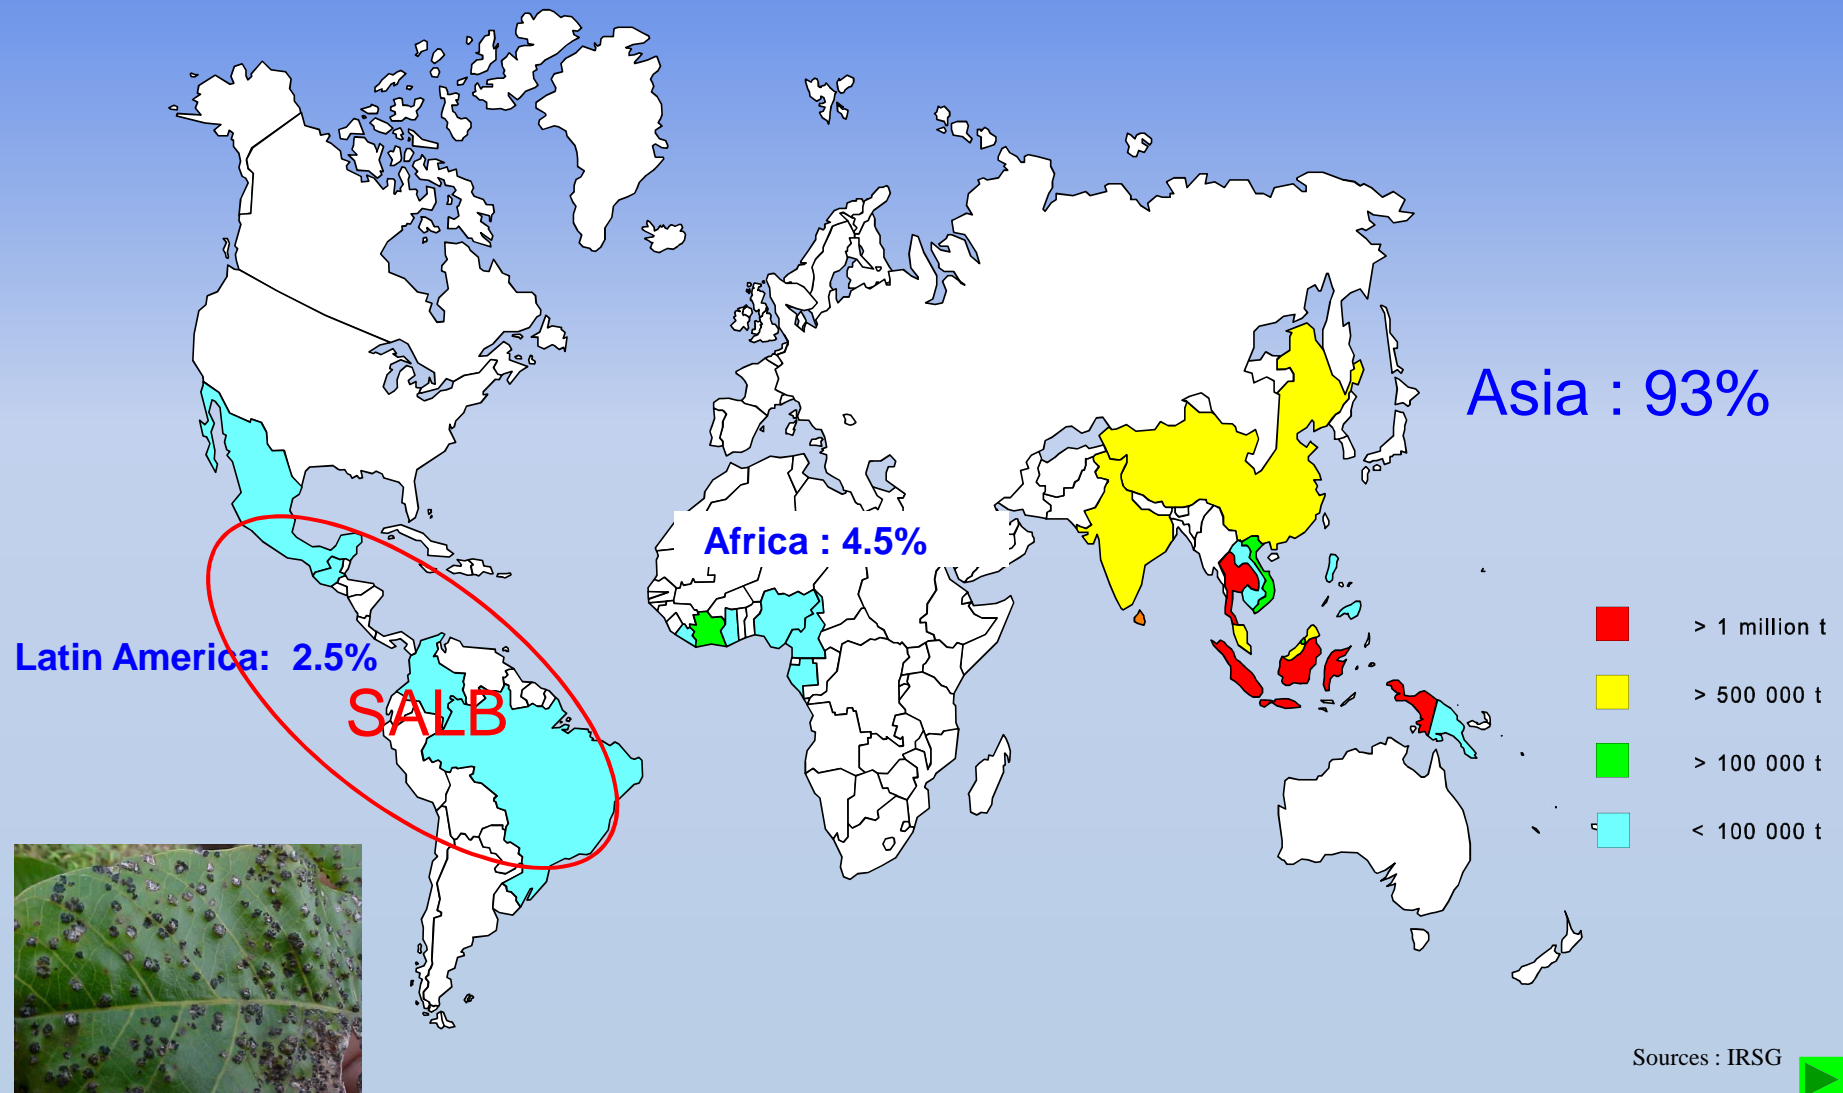 Asia : 93%
Africa : 4.5%
Latin America: 2.5%
SALB
> 1 million t
> 500 000 t
> 100 000 t
< 100 000 t
Sources : IRSG